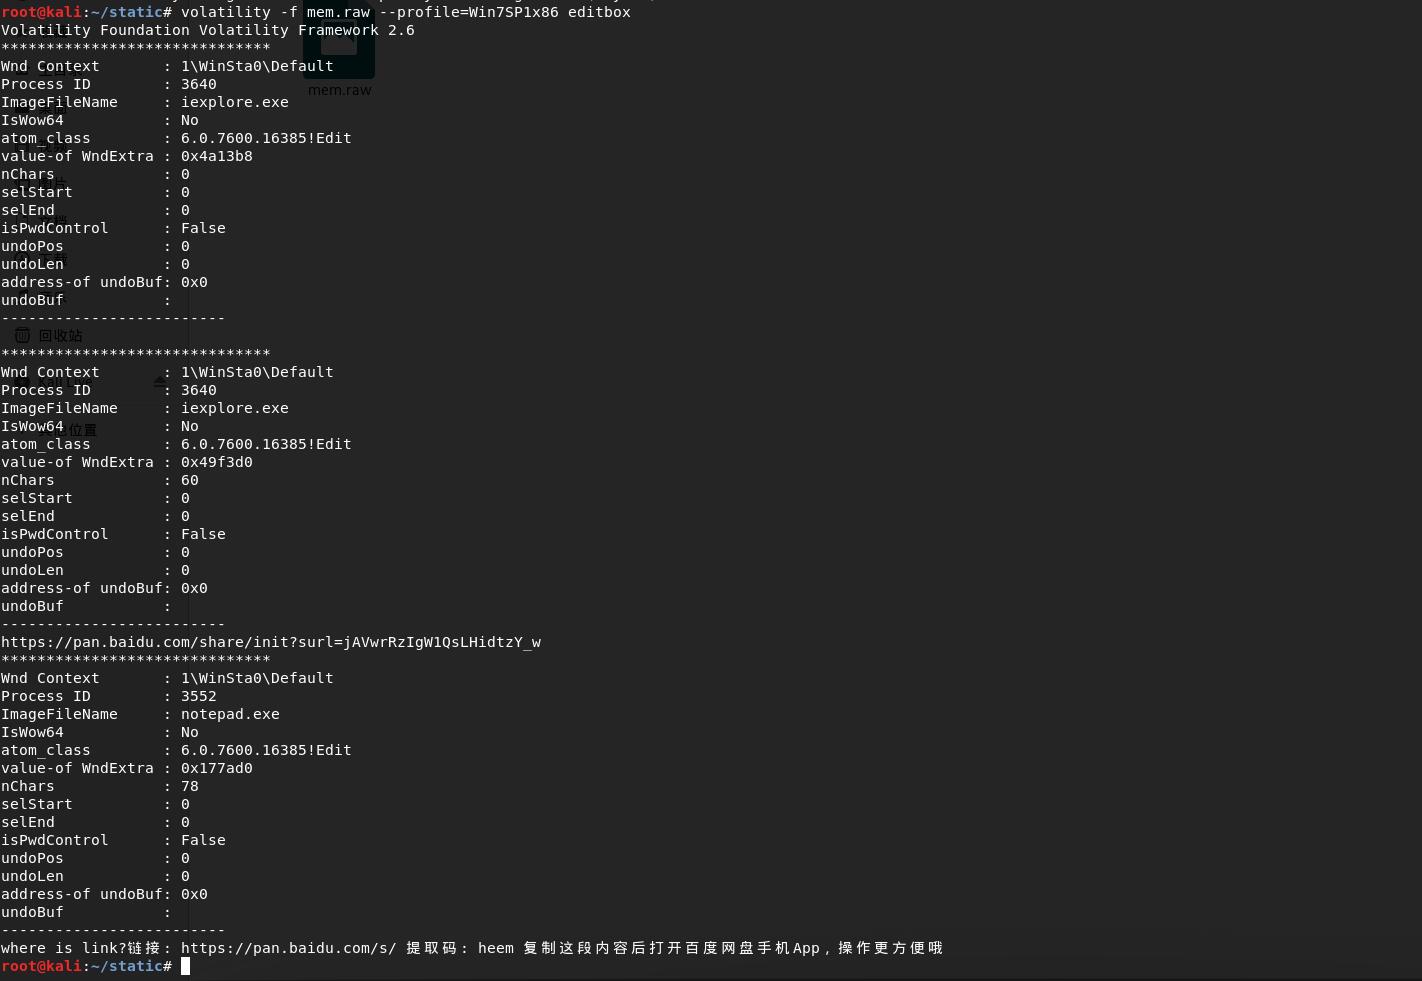 root@kali:~/static# volatility -f mem.raw --profile=Win7SP1x86 editbox
Volatility Foundation Volatility Framework 2.6
******************************
Wnd Context       : 1\WinSta0\Default
mem.raw
Process ID        : 3640
ImageFileName     : iexplore.exe
IsWow64           : No
atom_class        : 6.0.7600.16385!Edit
value-of WndExtra : 0x4a13b8
nChars            : 0
selStart          : 0
selEnd            : 0
isPwdControl      : False
undoPos           : 0
undoLen           : 0
address-of undoBuf: 0x0
undoBuf           :
-------------------------
回收站
******************************
Wnd Context       : 1\WinSta0\Default
Process ID        : 3640
ImageFileName     : iexplore.exe
IsWow64           : No
其他位置
atom_class        : 6.0.7600.16385!Edit
value-of WndExtra : 0x49f3d0
nChars            : 60
selStart          : 0
selEnd            : 0
isPwdControl      : False
undoPos           : 0
undoLen           : 0
address-of undoBuf: 0x0
undoBuf           :
-------------------------
https://pan.baidu.com/share/init?surl=jAVwrRzIgW1QsLHidtzY_w
******************************
Wnd Context       : 1\WinSta0\Default
Process ID        : 3552
ImageFileName     : notepad.exe
IsWow64           : No
atom_class        : 6.0.7600.16385!Edit
value-of WndExtra : 0x177ad0
nChars            : 78
selStart          : 0
selEnd            : 0
isPwdControl      : False
undoPos           : 0
undoLen           : 0
address-of undoBuf: 0x0
undoBuf           :
-------------------------
where is link?链接: https://pan.baidu.com/s/ 提取码: heem 复制这段内容后打开百度网盘手机App，操作更方便哦
root@kali:~/static#